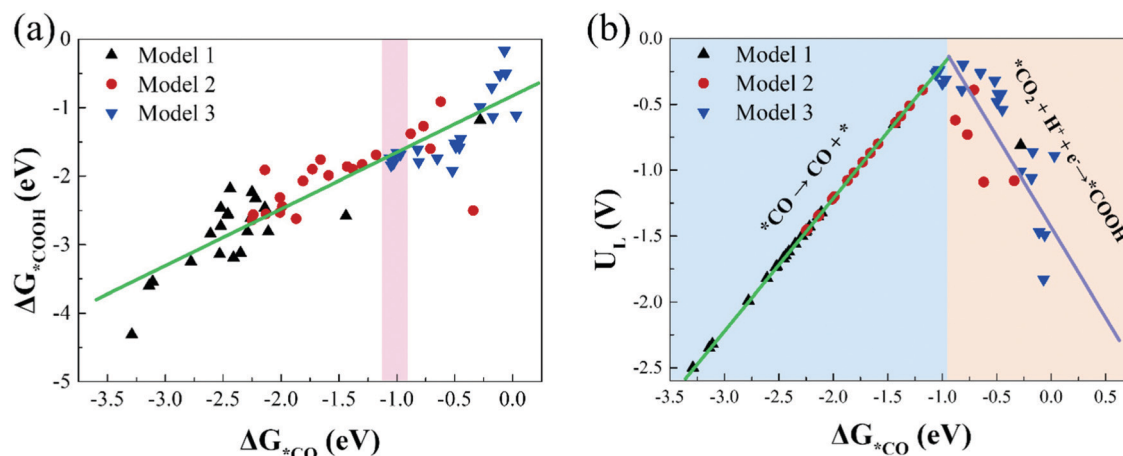 (a)
0
-1
-2
-3
-4
-5
ΔG*COOH (eV)
Model 1
Model 2
Model 3
-3.5 -3.0 -2.5 -2.0 -1.5 -1.0 -0.5 0.0
ΔG*CO (eV)
(b)
0.0
-0.5
-1.0
-1.5
-2.0
-2.5
UL (V)
Model 1
Model 2
Model 3
*CO → CO + *
*CO2 + H+ + e- → *COOH
-3.5 -3.0 -2.5 -2.0 -1.5 -1.0 -0.5 0.0 0.5
ΔG*CO (eV)